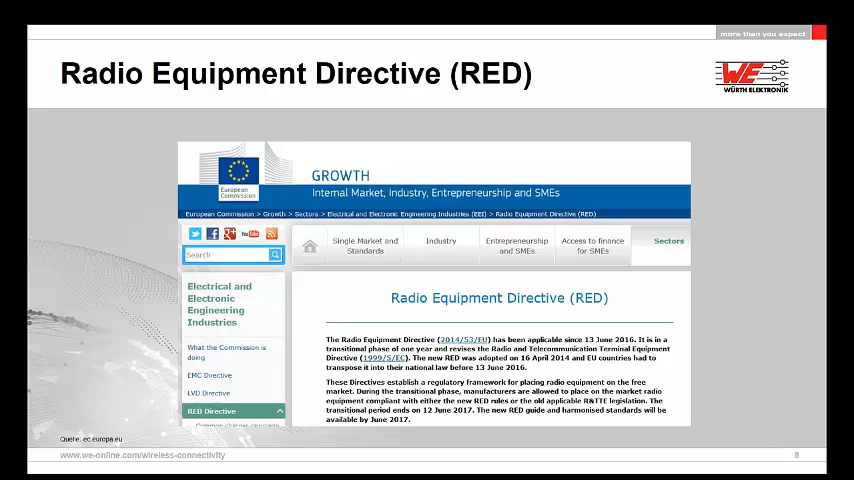 more than you expect
Radio Equipment Directive (RED)
WE
WÜRTH ELEKTRONIK
European
Commission
GROWTH
Internal Market, Industry, Entrepreneurship and SMEs
European Commission > Growth > Sectors > Electrical and Electronic Engineering Industries (EEI) > Radio Equipment Directive (RED)
Search
Single Market and
Standards
Industry
Entrepreneurship
and SMEs
Access to finance
for SMEs
Sectors
Electrical and
Electronic
Engineering
Industries
What the Commission is
doing
EMC Directive
LVD Directive
RED Directive
Common charger campaign
Radio Equipment Directive (RED)
The Radio Equipment Directive (2014/53/EU) has been applicable since 13 June 2016. It is in a
transitional phase of one year and revises the Radio and Telecommunication Terminal Equipment
Directive (1999/5/EC). The new RED was adopted on 16 April 2014 and EU countries had to
transpose it into their national law before 13 June 2016.
These Directives establish a regulatory framework for placing radio equipment on the free
market. During the transitional phase, manufacturers are allowed to place on the market radio
equipment compliant with either the new RED rules or the old applicable R&TTE legislation. The
transitional period ends on 12 June 2017. The new RED guide and harmonised standards will be
available by June 2017.
Quelle: ec.europa.eu
www.we-online.com/wireless-connectivity
8